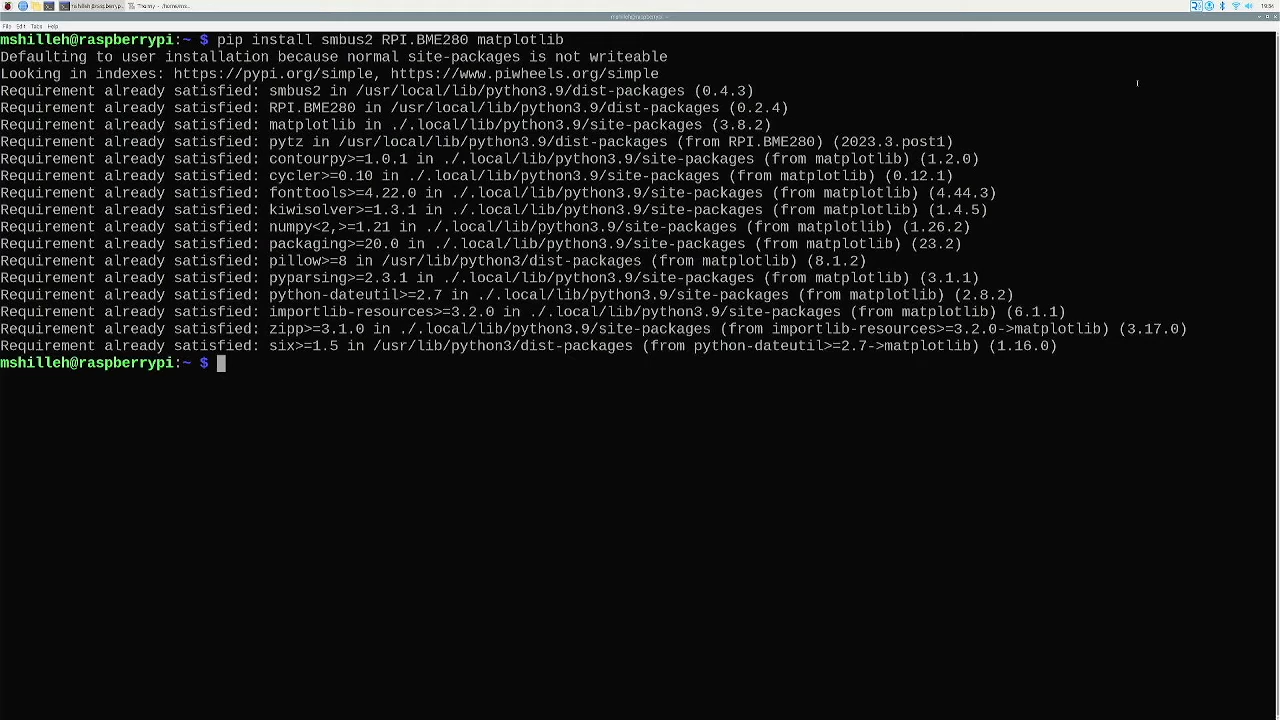 mshilleh@raspberryp...
Thonny - /home/ms...
19:34
mshilleh@raspberrypi: ~
File Edit Tabs Help
mshilleh@raspberrypi:~ $ pip install smbus2 RPI.BME280 matplotlib
Defaulting to user installation because normal site-packages is not writeable
Looking in indexes: https://pypi.org/simple, https://www.piwheels.org/simple
Requirement already satisfied: smbus2 in /usr/local/lib/python3.9/dist-packages (0.4.3)
Requirement already satisfied: RPI.BME280 in /usr/local/lib/python3.9/dist-packages (0.2.4)
Requirement already satisfied: matplotlib in ./.local/lib/python3.9/site-packages (3.8.2)
Requirement already satisfied: pytz in /usr/local/lib/python3.9/dist-packages (from RPI.BME280) (2023.3.post1)
Requirement already satisfied: contourpy>=1.0.1 in ./.local/lib/python3.9/site-packages (from matplotlib) (1.2.0)
Requirement already satisfied: cycler>=0.10 in ./.local/lib/python3.9/site-packages (from matplotlib) (0.12.1)
Requirement already satisfied: fonttools>=4.22.0 in ./.local/lib/python3.9/site-packages (from matplotlib) (4.44.3)
Requirement already satisfied: kiwisolver>=1.3.1 in ./.local/lib/python3.9/site-packages (from matplotlib) (1.4.5)
Requirement already satisfied: numpy<2,>=1.21 in ./.local/lib/python3.9/site-packages (from matplotlib) (1.26.2)
Requirement already satisfied: packaging>=20.0 in ./.local/lib/python3.9/site-packages (from matplotlib) (23.2)
Requirement already satisfied: pillow>=8 in /usr/lib/python3/dist-packages (from matplotlib) (8.1.2)
Requirement already satisfied: pyparsing>=2.3.1 in ./.local/lib/python3.9/site-packages (from matplotlib) (3.1.1)
Requirement already satisfied: python-dateutil>=2.7 in ./.local/lib/python3.9/site-packages (from matplotlib) (2.8.2)
Requirement already satisfied: importlib-resources>=3.2.0 in ./.local/lib/python3.9/site-packages (from matplotlib) (6.1.1)
Requirement already satisfied: zipp>=3.1.0 in ./.local/lib/python3.9/site-packages (from importlib-resources>=3.2.0->matplotlib) (3.17.0)
Requirement already satisfied: six>=1.5 in /usr/lib/python3/dist-packages (from python-dateutil>=2.7->matplotlib) (1.16.0)
mshilleh@raspberrypi:~ $